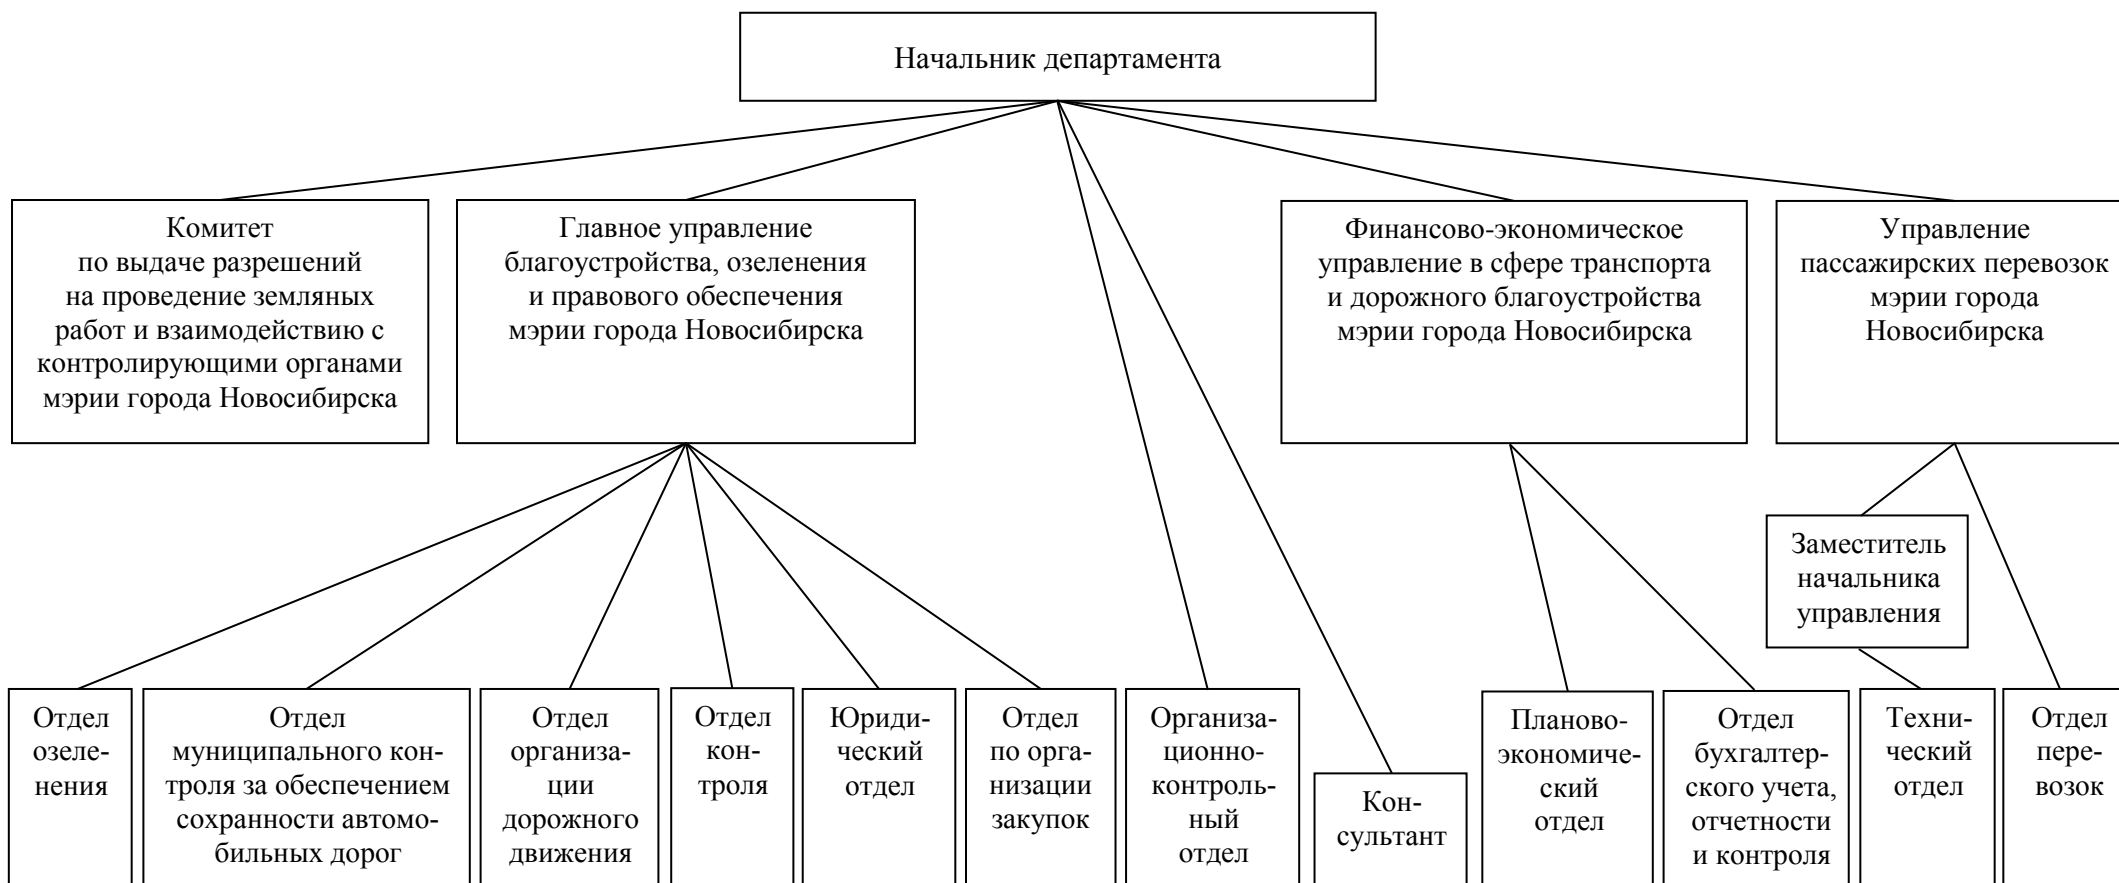 Начальник департамента
Комитет
по выдаче разрешений
на проведение земляных
работ и взаимодействию с
контролирующими органами
мэрии города Новосибирска
Главное управление
благоустройства, озеленения
и правового обеспечения
мэрии города Новосибирска
Финансово-экономическое
управление в сфере транспорта
и дорожного благоустройства
мэрии города Новосибирска
Управление
пассажирских перевозок
мэрии города
Новосибирска
Заместитель
начальника
управления
Отдел
озеле-
нения
Отдел
муниципального кон-
троля за обеспечением
сохранности автомо-
бильных дорог
Отдел
организа-
ции
дорожного
движения
Отдел
кон-
троля
Юриди-
ческий
отдел
Отдел
по орга-
низации
закупок
Организа-
ционно-
контроль-
ный
отдел
Кон-
сультант
Планово-
экономиче-
ский
отдел
Отдел
бухгалтер-
ского учета,
отчетности
и контроля
Техни-
ческий
отдел
Отдел
пере-
возок